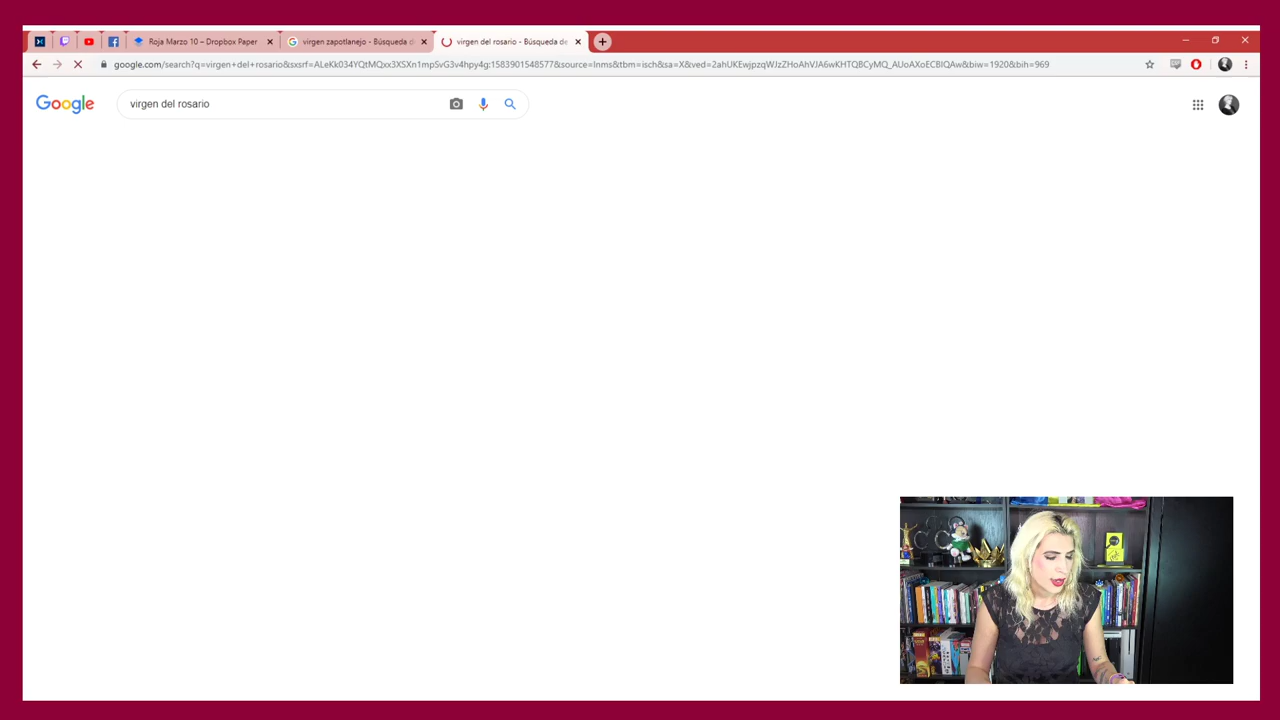 Roja Marzo 10 – Dropbox Paper
virgen zapotlanejo - Búsqueda d
virgen del rosario - Búsqueda de
google.com/search?q=virgen+del+rosario&sxsrf=ALeKk034YQtMQxx3XSXn1mpSvG3v4hpy4g:1583901548577&source=lnms&tbm=isch&sa=X&ved=2ahUKEwjpzqWJzZHoAhVJA6wKHTQBCyMQ_AUoAXoECBIQAw&biw=1920&bih=969
Google
virgen del rosario